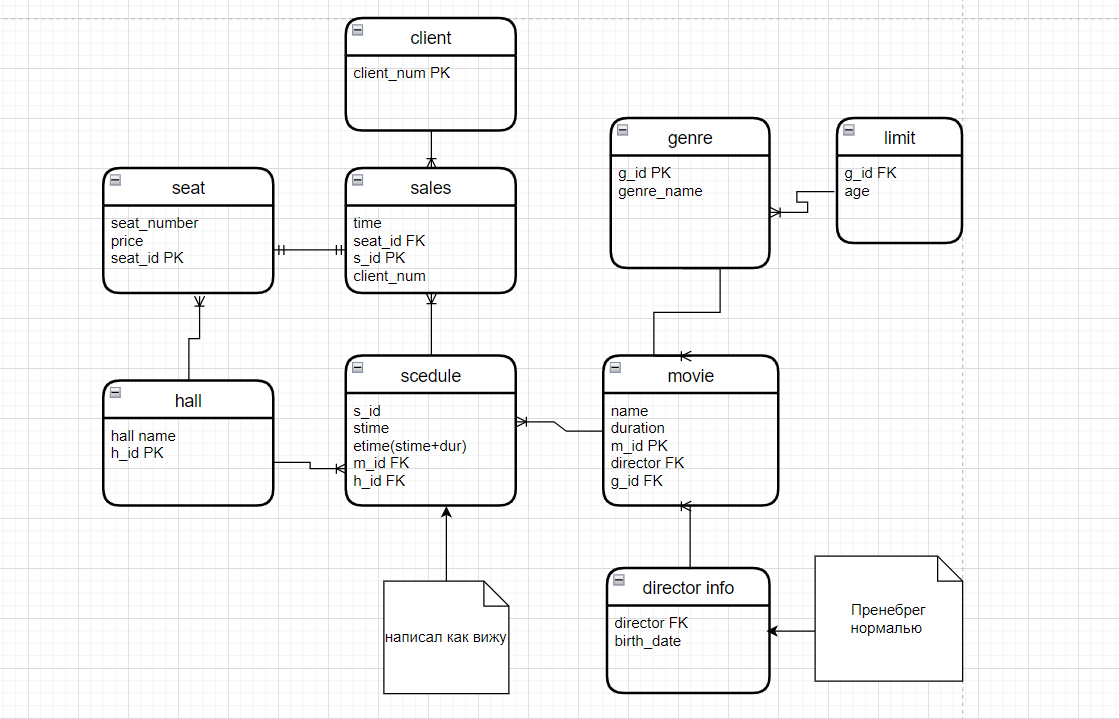 client
client_num PK
genre
g_id PK
genre_name
limit
g_id FK
age
seat
seat_number
price
seat_id PK
sales
time
seat_id FK
s_id PK
client_num
hall
hall name
h_id PK
scedule
s_id
stime
etime(stime+dur)
m_id FK
h_id FK
movie
name
duration
m_id PK
director FK
g_id FK
написал как вижу
director info
director FK
birth_date
Пренебрег
нормалью